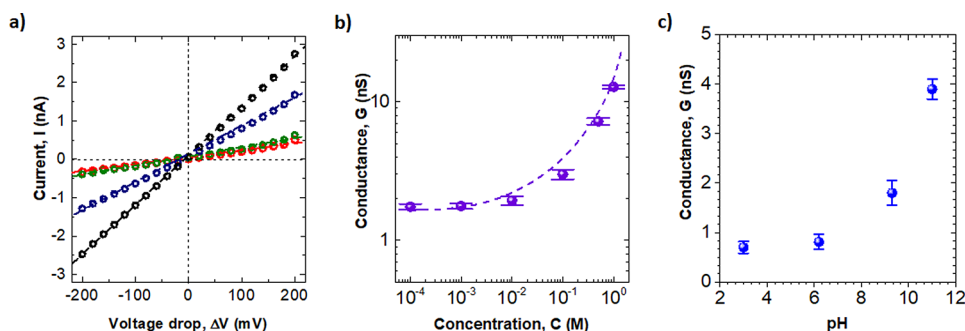 a)
3
2
1
0
-1
-2
-3
Current, I (nA)
-200 -100 0 100 200
Voltage drop, ΔV (mV)
b)
10
1
Conductance, G (nS)
10⁻⁴ 10⁻³ 10⁻² 10⁻¹ 10⁰
Concentration, C (M)
c)
5
4
3
2
1
0
Conductance, G (nS)
2 4 6 8 10 12
pH